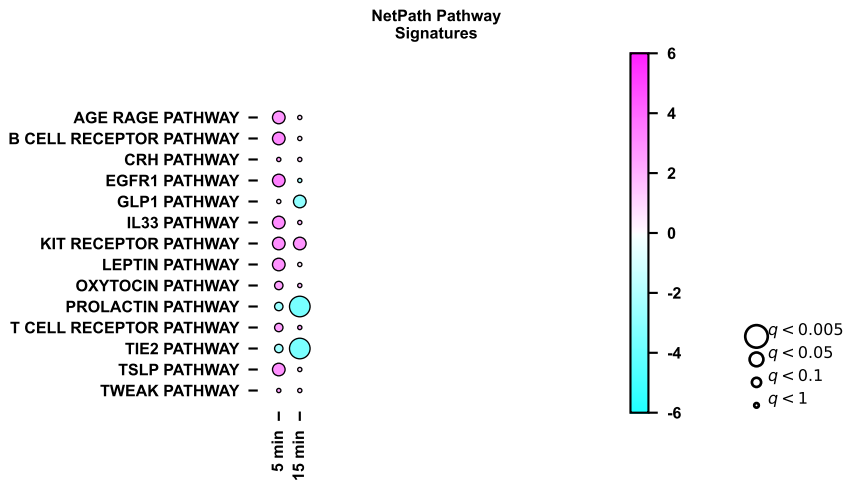 NetPath Pathway
Signatures
AGE RAGE PATHWAY
B CELL RECEPTOR PATHWAY
CRH PATHWAY
EGFR1 PATHWAY
GLP1 PATHWAY
IL33 PATHWAY
KIT RECEPTOR PATHWAY
LEPTIN PATHWAY
OXYTOCIN PATHWAY
PROLACTIN PATHWAY
T CELL RECEPTOR PATHWAY
TIE2 PATHWAY
TSLP PATHWAY
TWEAK PATHWAY
5 min
15 min
6
4
2
0
-2
-4
-6
q < 0.005
q < 0.05
q < 0.1
q < 1